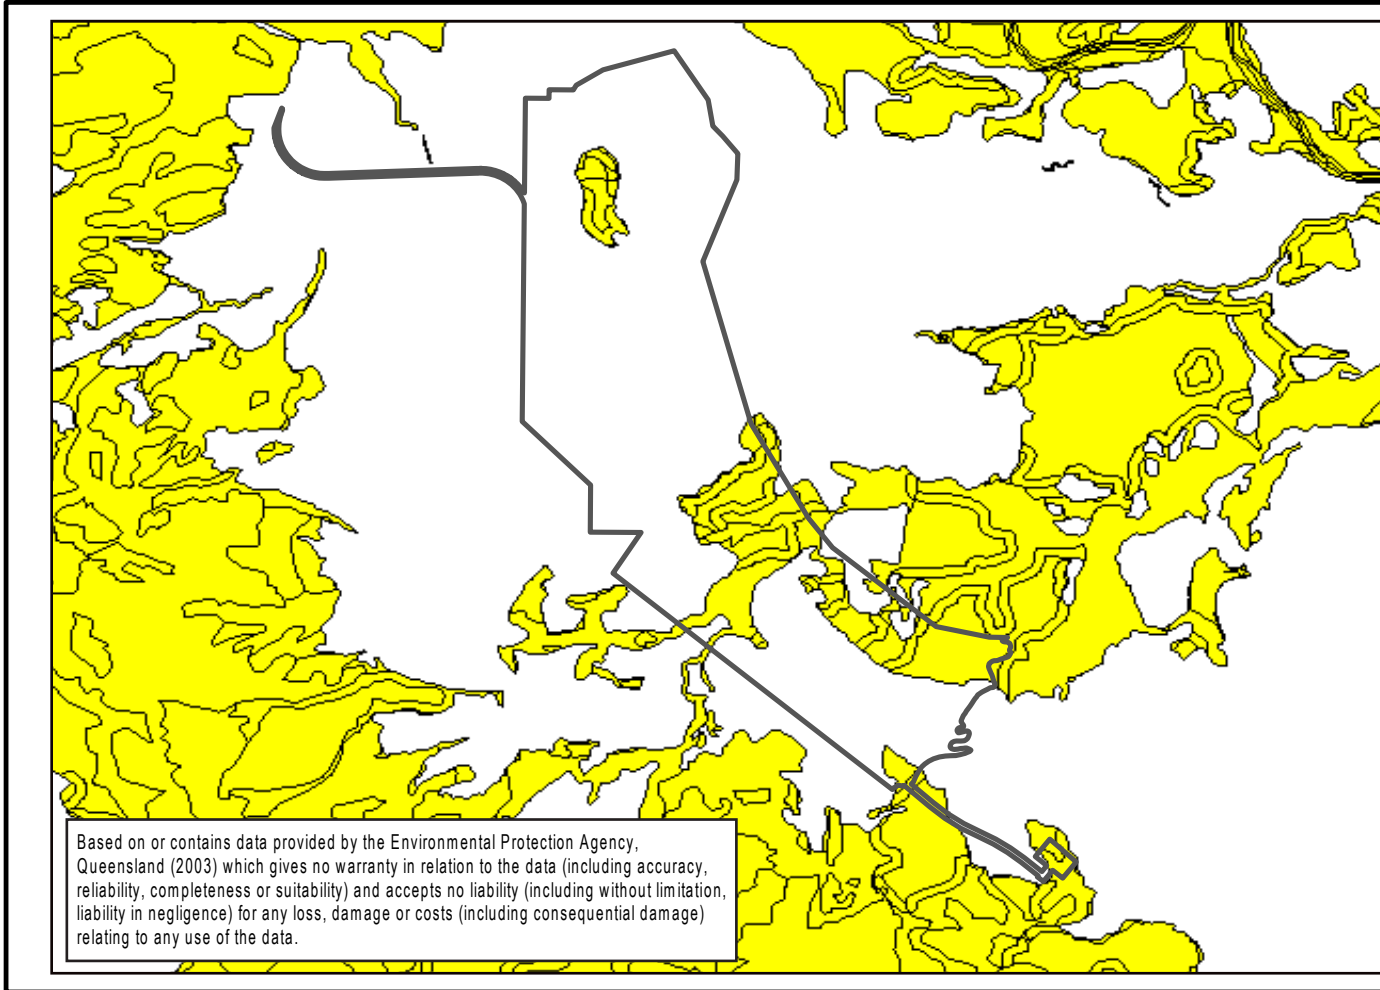 Based on or contains data provided by the Environmental Protection Agency,
Queensland (2003) which gives no warranty in relation to the data (including accuracy,
reliability, completeness or suitability) and accepts no liability (including without limitation,
liability in negligence) for any loss, damage or costs (including consequential damage)
relating to any use of the data.